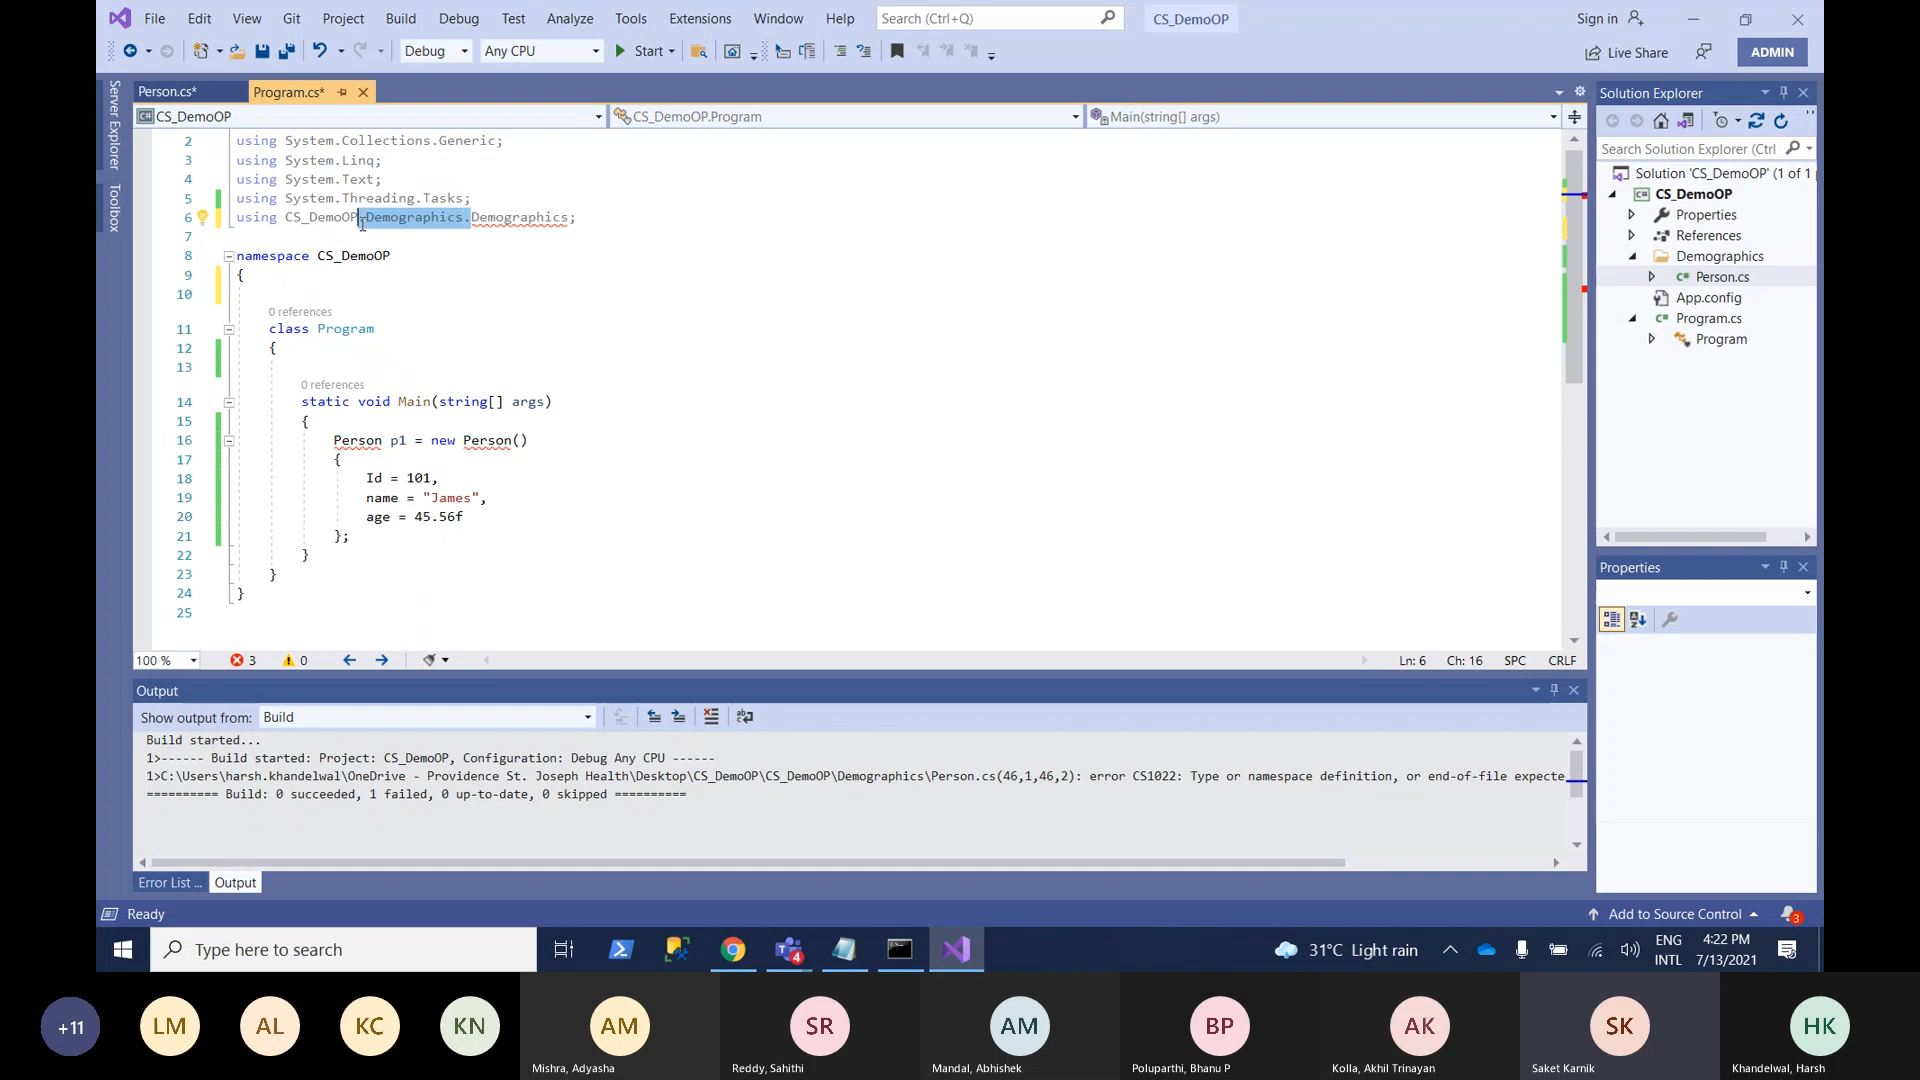 File Edit View Git Project Build Debug Test Analyze Tools Extensions Window Help Search (Ctrl+Q) CS_DemoOP Sign in
Debug Any CPU Start Live Share ADMIN
Server Explorer
Toolbox
Person.cs* Program.cs*
C# CS_DemoOP CS_DemoOP.Program Main(string[] args)
2 using System.Collections.Generic;
3 using System.Linq;
4 using System.Text;
5 using System.Threading.Tasks;
6 using CS_DemoOP.Demographics.Demographics;
7
8 namespace CS_DemoOP
9 {
10
0 references
11 class Program
12 {
13
0 references
14 static void Main(string[] args)
15 {
16 Person p1 = new Person()
17 {
18 Id = 101,
19 name = "James",
20 age = 45.56f
21 };
22 }
23 }
24 }
25
100 % 3 0 Ln: 6 Ch: 16 SPC CRLF
Output
Show output from: Build
Build started...
1>------ Build started: Project: CS_DemoOP, Configuration: Debug Any CPU ------
1>C:\Users\harsh.khandelwal\OneDrive - Providence St. Joseph Health\Desktop\CS_DemoOP\CS_DemoOP\Demographics\Person.cs(46,1,46,2): error CS1022: Type or namespace definition, or end-of-file expecte
========== Build: 0 succeeded, 1 failed, 0 up-to-date, 0 skipped ==========
Error List ... Output
Solution Explorer
Search Solution Explorer (Ctrl
Solution 'CS_DemoOP' (1 of 1
C# CS_DemoOP
Properties
References
Demographics
C# Person.cs
App.config
C# Program.cs
Program
Properties
Ready Add to Source Control 3
Type here to search 4 31°C Light rain ENG INTL 4:22 PM 7/13/2021
+11 LM AL KC KN AM SR AM BP AK SK HK
Mishra, Adyasha Reddy, Sahithi Mandal, Abhishek Poluparthi, Bhanu P Kolla, Akhil Trinayan Saket Karnik Khandelwal, Harsh